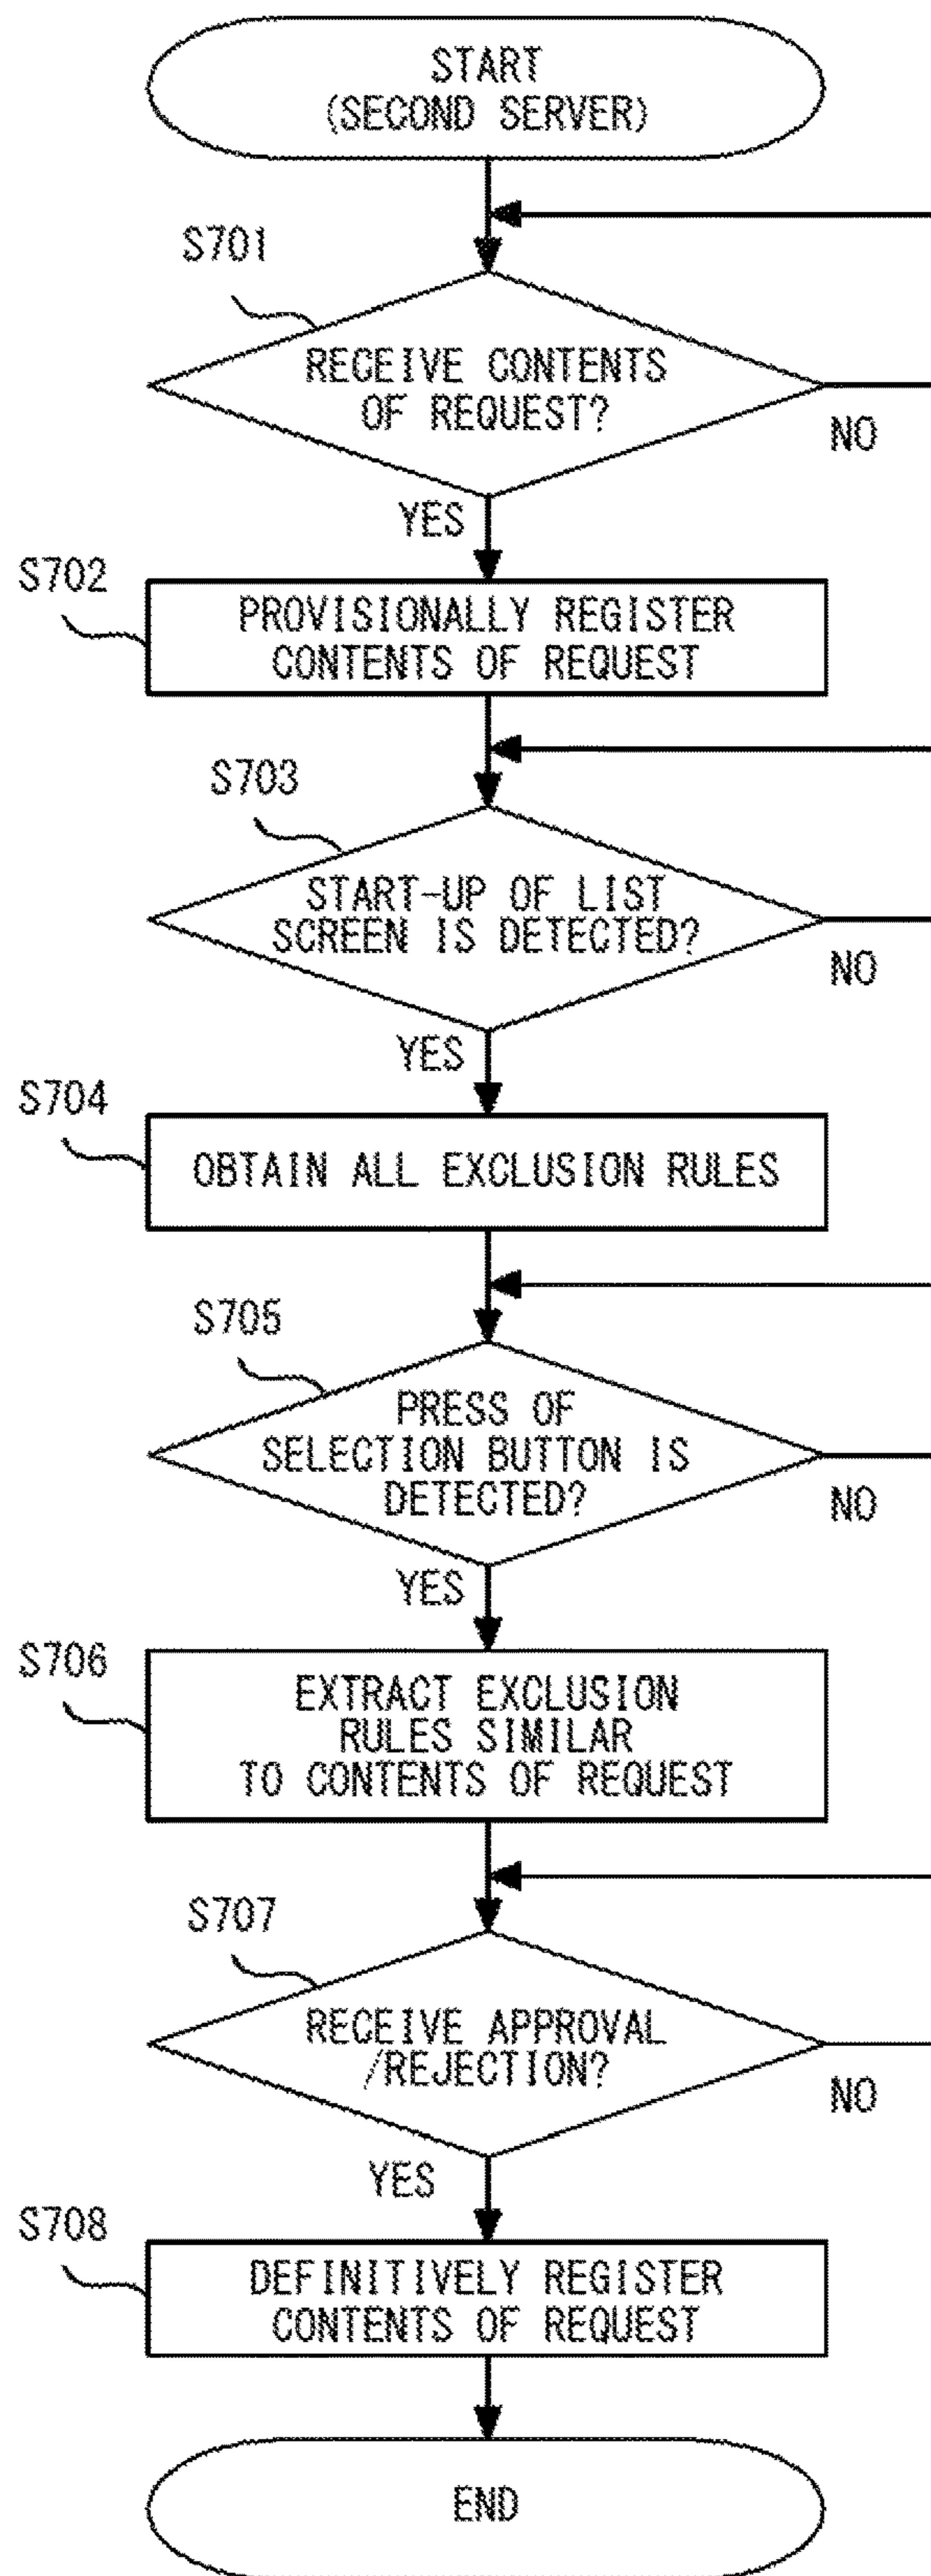 START
(SECOND SERVER)
S701
RECEIVE CONTENTS
OF REQUEST?
NO
YES
S702
PROVISIONALLY REGISTER
CONTENTS OF REQUEST
S703
START-UP OF LIST
SCREEN IS DETECTED?
NO
YES
S704
OBTAIN ALL EXCLUSION RULES
S705
PRESS OF
SELECTION BUTTON IS
DETECTED?
NO
YES
S706
EXTRACT EXCLUSION
RULES SIMILAR
TO CONTENTS OF REQUEST
S707
RECEIVE APPROVAL
/REJECTION?
NO
YES
S708
DEFINITIVELY REGISTER
CONTENTS OF REQUEST
END